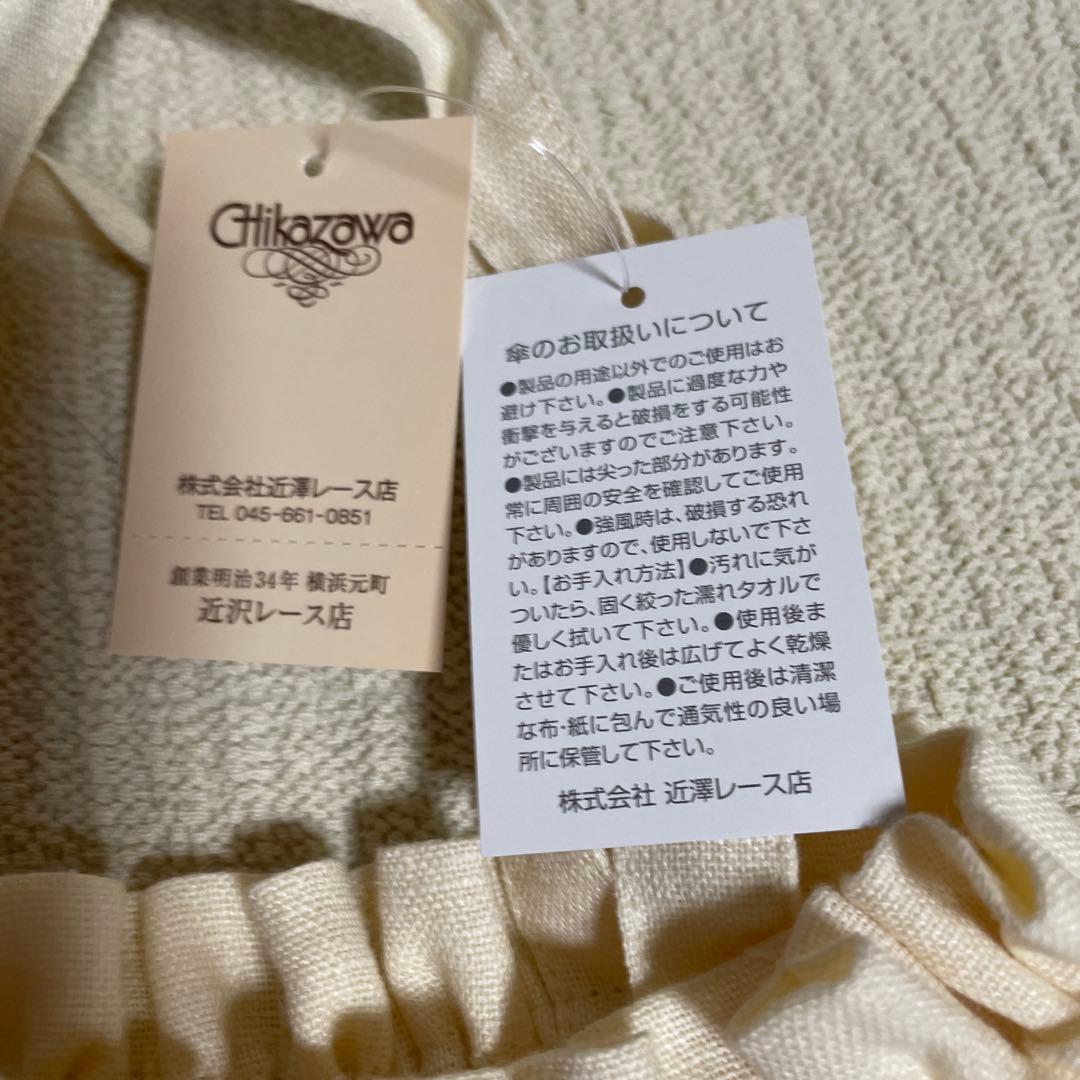 CHikazawa
株式会社近澤レース店
TEL 045-661-0851
創業明治34年 横浜元町
近沢レース店
傘のお取扱いについて
●製品の用途以外でのご使用はお
避け下さい。●製品に過度な力や
衝撃を与えると破損をする可能性
がございますのでご注意下さい。
●製品には尖った部分があります。
常に周囲の安全を確認してご使用
下さい。●強風時は、破損する恐れ
がありますので、使用しないで下さ
い。【お手入れ方法】●汚れに気が
ついたら、固く絞った濡れタオルで
優しく拭いて下さい。●使用後ま
たはお手入れ後は広げてよく乾燥
させて下さい。●ご使用後は清潔
な布・紙に包んで通気性の良い場
所に保管して下さい。
株式会社 近澤レース店